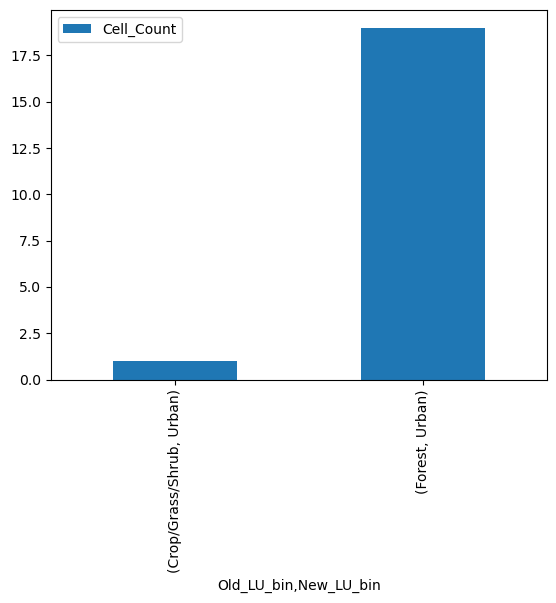 Cell_Count
17.5
15.0
12.5
10.0
7.5
5.0
2.5
0.0
(Crop/Grass/Shrub, Urban)
(Forest, Urban)
Old_LU_bin,New_LU_bin